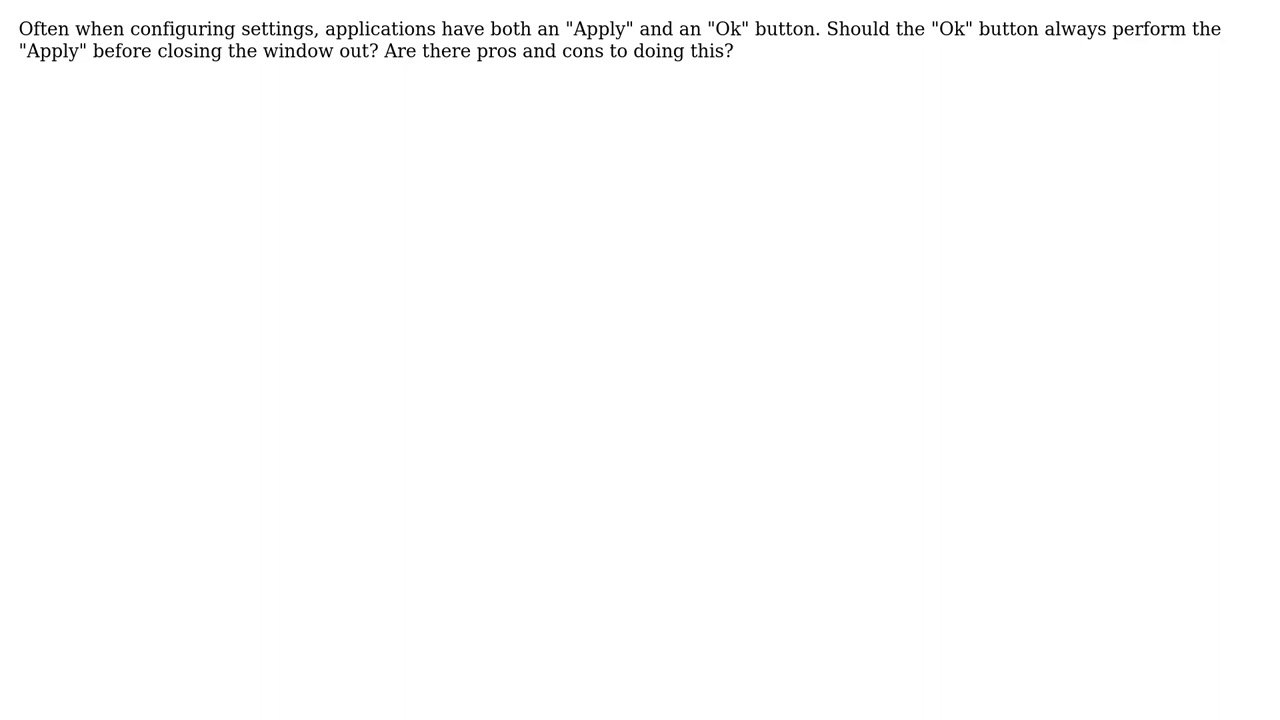 Often when configuring settings, applications have both an "Apply" and an "Ok" button. Should the "Ok" button always perform the
"Apply" before closing the window out? Are there pros and cons to doing this?